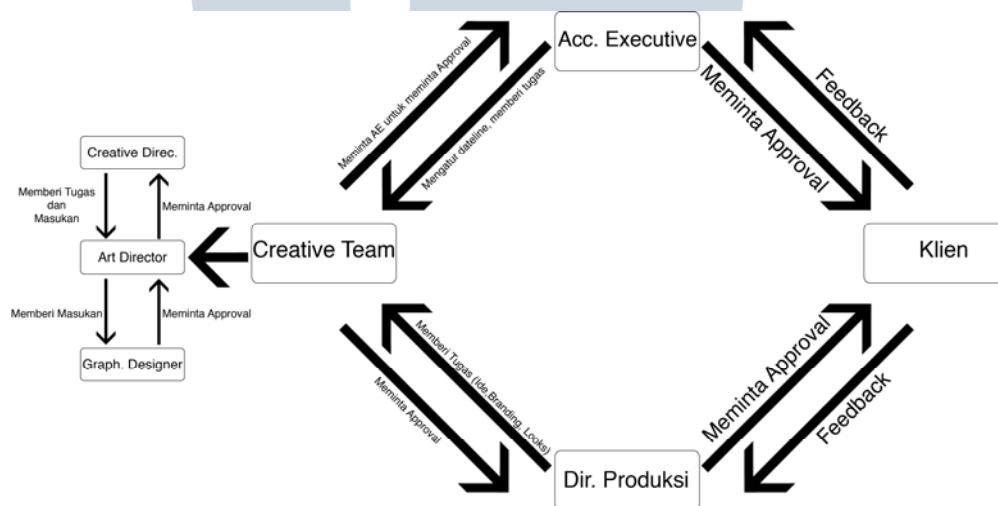 Acc. Executive
Meminta AE untuk meminta Approval
Mengatur dateline, memberi tugas
Meminta Approval
Feedback
Creative Direc.
Memberi Tugas
dan
Masukan
Meminta Approval
Art Director
Creative Team
Klien
Memberi Masukan
Meminta Approval
Graph. Designer
Memberi Tugas (Ide,Branding, Looks)
Meminta Approval
Meminta Approval
Feedback
Dir. Produksi